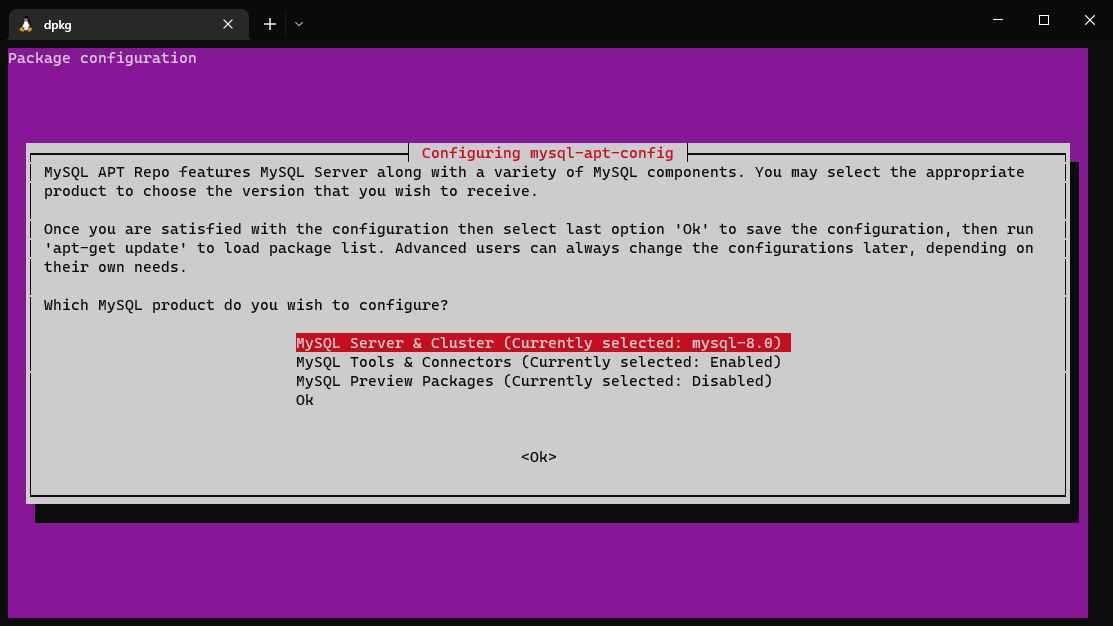 dpkg
Package configuration
Configuring mysql-apt-config
MySQL APT Repo features MySQL Server along with a variety of MySQL components. You may select the appropriate
product to choose the version that you wish to receive.
Once you are satisfied with the configuration then select last option 'Ok' to save the configuration, then run
'apt-get update' to load package list. Advanced users can always change the configurations later, depending on
their own needs.
Which MySQL product do you wish to configure?
MySQL Server & Cluster (Currently selected: mysql-8.0)
MySQL Tools & Connectors (Currently selected: Enabled)
MySQL Preview Packages (Currently selected: Disabled)
Ok
<Ok>